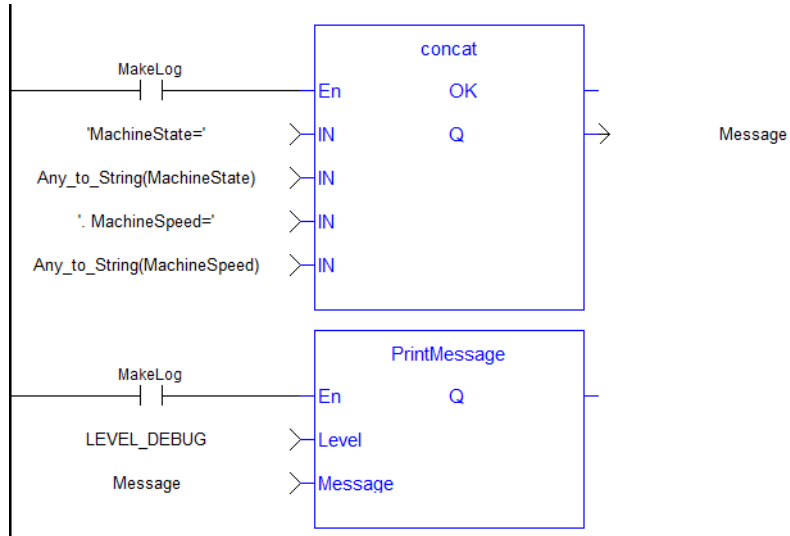 concat
MakeLog
En OK
'MachineState=' IN Q Message
Any_to_String(MachineState) IN
'. MachineSpeed=' IN
Any_to_String(MachineSpeed) IN
PrintMessage
MakeLog
En Q
LEVEL_DEBUG Level
Message Message